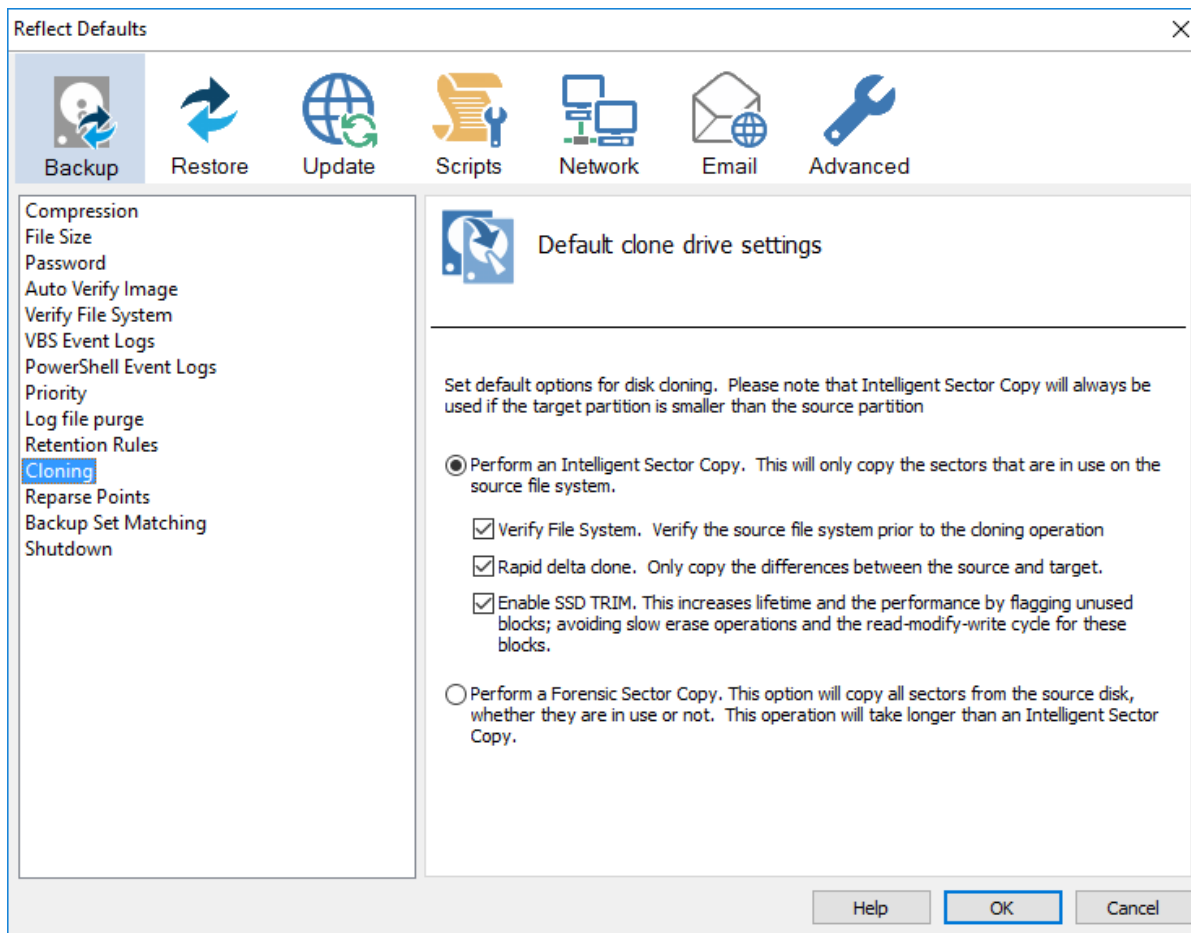 Reflect Defaults
Backup
Restore
Update
Scripts
Network
Email
Advanced
Compression
File Size
Password
Auto Verify Image
Verify File System
VBS Event Logs
PowerShell Event Logs
Priority
Log file purge
Retention Rules
Cloning
Reparse Points
Backup Set Matching
Shutdown
Default clone drive settings
Set default options for disk cloning.  Please note that Intelligent Sector Copy will always be
used if the target partition is smaller than the source partition
Perform an Intelligent Sector Copy.  This will only copy the sectors that are in use on the
source file system.
Verify File System.  Verify the source file system prior to the cloning operation
Rapid delta clone.  Only copy the differences between the source and target.
Enable SSD TRIM. This increases lifetime and the performance by flagging unused
blocks; avoiding slow erase operations and the read-modify-write cycle for these
blocks.
Perform a Forensic Sector Copy. This option will copy all sectors from the source disk,
whether they are in use or not.  This operation will take longer than an Intelligent Sector
Copy.
Help
OK
Cancel